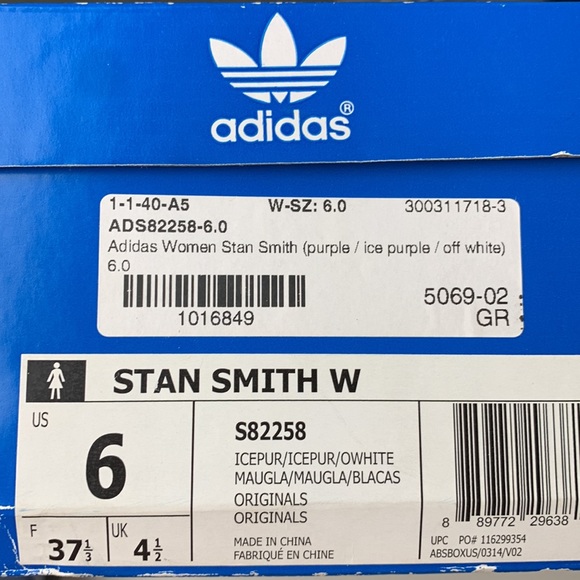 adidas®
1-1-40-A5 W-SZ: 6.0 300311718-3
ADS82258-6.0
Adidas Women Stan Smith (purple / ice purple / off white)
6.0
1016849
5069-02
GR
STAN SMITH W
US
6
F
37⅓
UK
4½
S82258
ICEPUR/ICEPUR/OWHITE
MAUGLA/MAUGLA/BLACAS
ORIGINALS
ORIGINALS
MADE IN CHINA
FABRIQUÉ EN CHINE
8 89772 29638
UPC PO# 116299354
ABSBOXUS/0314/V02